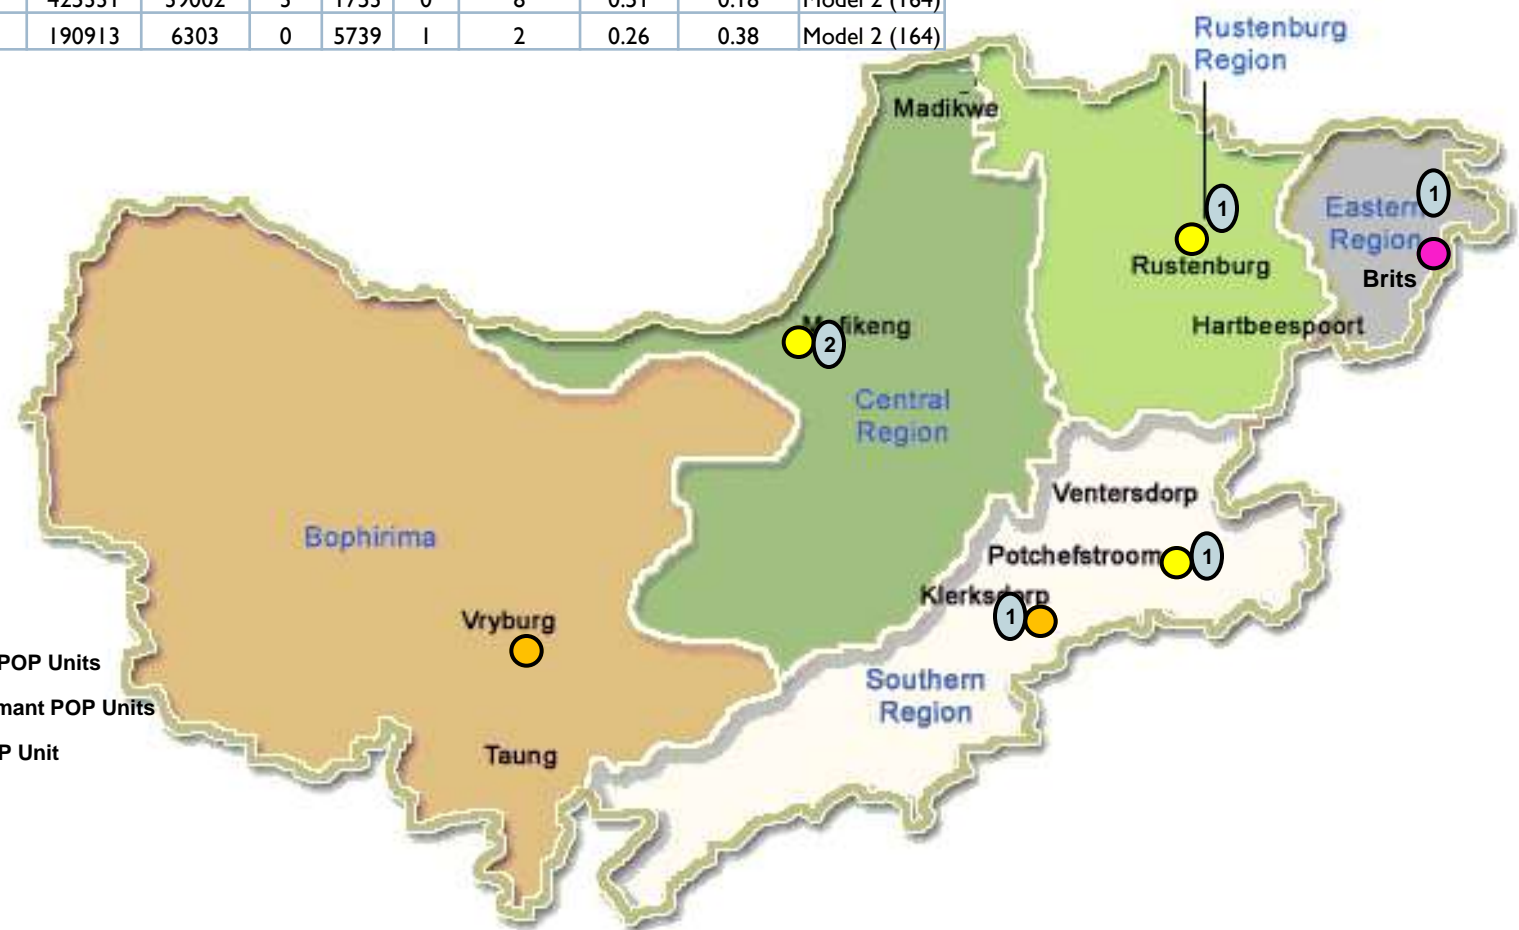 190913 6303 0 5739 1 2 0.26 0.38 Model 2 (164)
Rustenburg
Region
Madikwe
1
1
Eastern
Region
Rustenburg
Brits
Hartbeespoort
Mafikeng
2
Central
Region
Ventersdorp
Bophirima
Potchefstroom
1
Klerksdorp
1
Vryburg
POP Units
Southern
Region
mant POP Units
P Unit
Taung